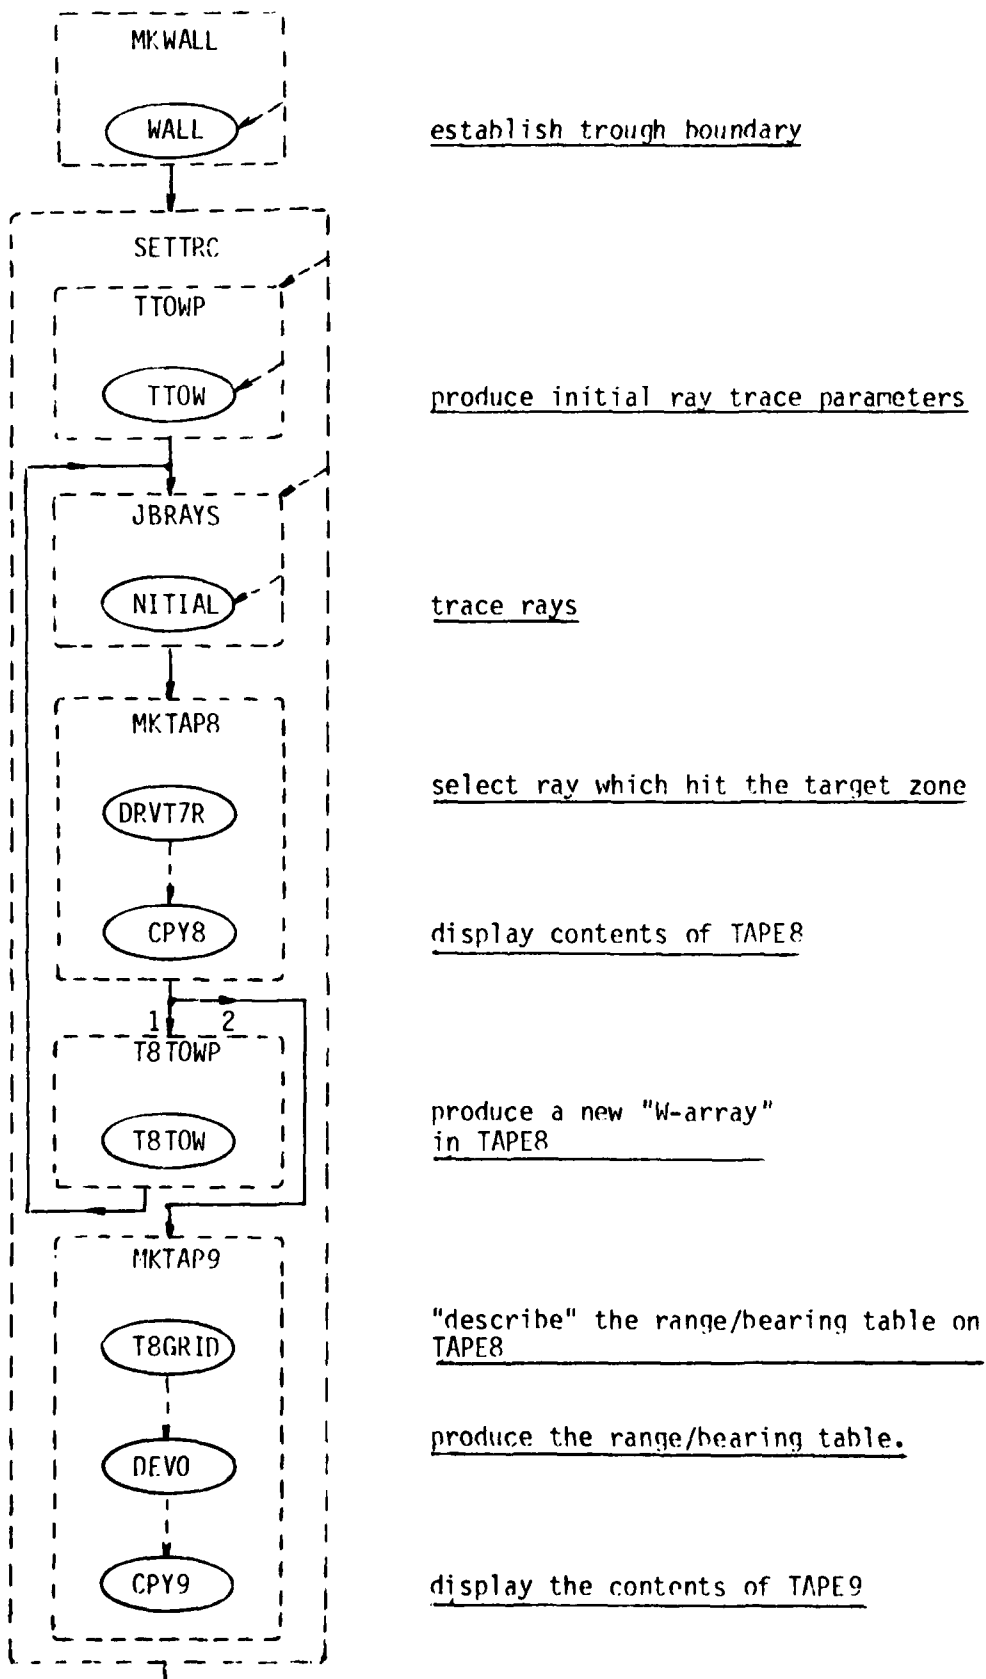 MKWALL
WALL
establish trough boundary
SETTRC
TTOWP
TTOW
produce initial ray trace parameters
JBRAYS
NITIAL
trace rays
MKTAP8
select ray which hit the target zone
DRVT7R
CPY8
display contents of TAPE8
1 2
T8TOWP
produce a new "W-array"
in TAPE8
T8TOW
MKTAP9
"describe" the range/bearing table on
TAPE8
T8GRID
produce the range/bearing table.
DEVO
CPY9
display the contents of TAPE9